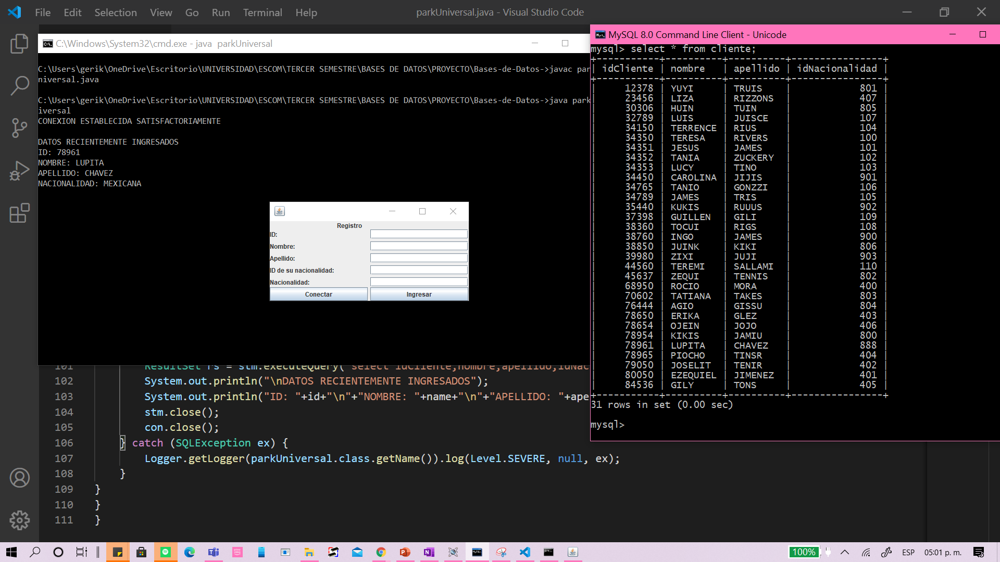 File Edit Selection View Go Run Terminal Help
parkUniversal.java - Visual Studio Code
C:\Windows\System32\cmd.exe - java  parkUniversal
C:\Users\gerik\OneDrive\Escritorio\UNIVERSIDAD\ESCOM\TERCER SEMESTRE\BASES DE DATOS\PROYECTO\Bases-de-Datos->javac par
niversal.java
C:\Users\gerik\OneDrive\Escritorio\UNIVERSIDAD\ESCOM\TERCER SEMESTRE\BASES DE DATOS\PROYECTO\Bases-de-Datos->java park
iversal
CONEXION ESTABLECIDA SATISFACTORIAMENTE
DATOS RECIENTEMENTE INGRESADOS
ID: 78961
NOMBRE: LUPITA
APELLIDO: CHAVEZ
NACIONALIDAD: MEXICANA
Registro
ID:
Nombre:
Apellido:
ID de su nacionalidad:
Nacionalidad:
Conectar Ingresar
101 ResultSet rs = stm.executeQuery("select idCliente,nombre,apellido,idNac
102 System.out.println("\nDATOS RECIENTEMENTE INGRESADOS");
103 System.out.println("ID: "+id+"\n"+"NOMBRE: "+name+"\n"+"APELLIDO: "+ape
104 stm.close();
105 con.close();
106 } catch (SQLException ex) {
107 Logger.getLogger(parkUniversal.class.getName()).log(Level.SEVERE, null, ex);
108 }
109 }
110 }
111 }
MySQL 8.0 Command Line Client - Unicode
mysql> select * from cliente;
+-----------+----------+----------+----------------+
| idCliente | nombre   | apellido | idNacionalidad |
+-----------+----------+----------+----------------+
|     12378 | YUYI     | TRUIS    |            801 |
|     23456 | LIZA     | RIZZONS  |            407 |
|     30306 | HUIN     | TUIN     |            805 |
|     32789 | LUIS     | JUISCE   |            107 |
|     34150 | TERRENCE | RIUS     |            104 |
|     34350 | TERESA   | RIVERS   |            100 |
|     34351 | JESUS    | JAMES    |            101 |
|     34352 | TANIA    | ZUCKERY  |            102 |
|     34353 | LUCY     | TINO     |            103 |
|     34450 | CAROLINA | JIJIS    |            901 |
|     34765 | TANIO    | GONZZI   |            106 |
|     34789 | JAMES    | TRIS     |            105 |
|     35440 | KUKIS    | RUUUS    |            902 |
|     37398 | GUILLEN  | GILI     |            109 |
|     38360 | TOCUI    | RIGS     |            108 |
|     38760 | INGO     | JAMES    |            900 |
|     38850 | JUINK    | KIKI     |            806 |
|     39980 | ZIXI     | JUJI     |            903 |
|     44560 | TEREMI   | SALLAMI  |            110 |
|     45637 | ZEQUI    | TENNIS   |            802 |
|     68950 | ROCIO    | MORA     |            400 |
|     70602 | TATIANA  | TAKES    |            803 |
|     76444 | AGIO     | GISSU    |            804 |
|     78650 | ERIKA    | GLEZ     |            403 |
|     78654 | OJEIN    | JOJO     |            406 |
|     78954 | KIKIS    | JAMIU    |            800 |
|     78961 | LUPITA   | CHAVEZ   |            888 |
|     78965 | PIOCHO   | TINSR    |            404 |
|     79050 | JOSELIT  | TENIR    |            402 |
|     80050 | EZEQUIEL | JIMENEZ  |            401 |
|     84536 | GILY     | TONS     |            405 |
+-----------+----------+----------+----------------+
31 rows in set (0.00 sec)
mysql>
100% ESP 05:01 p. m.